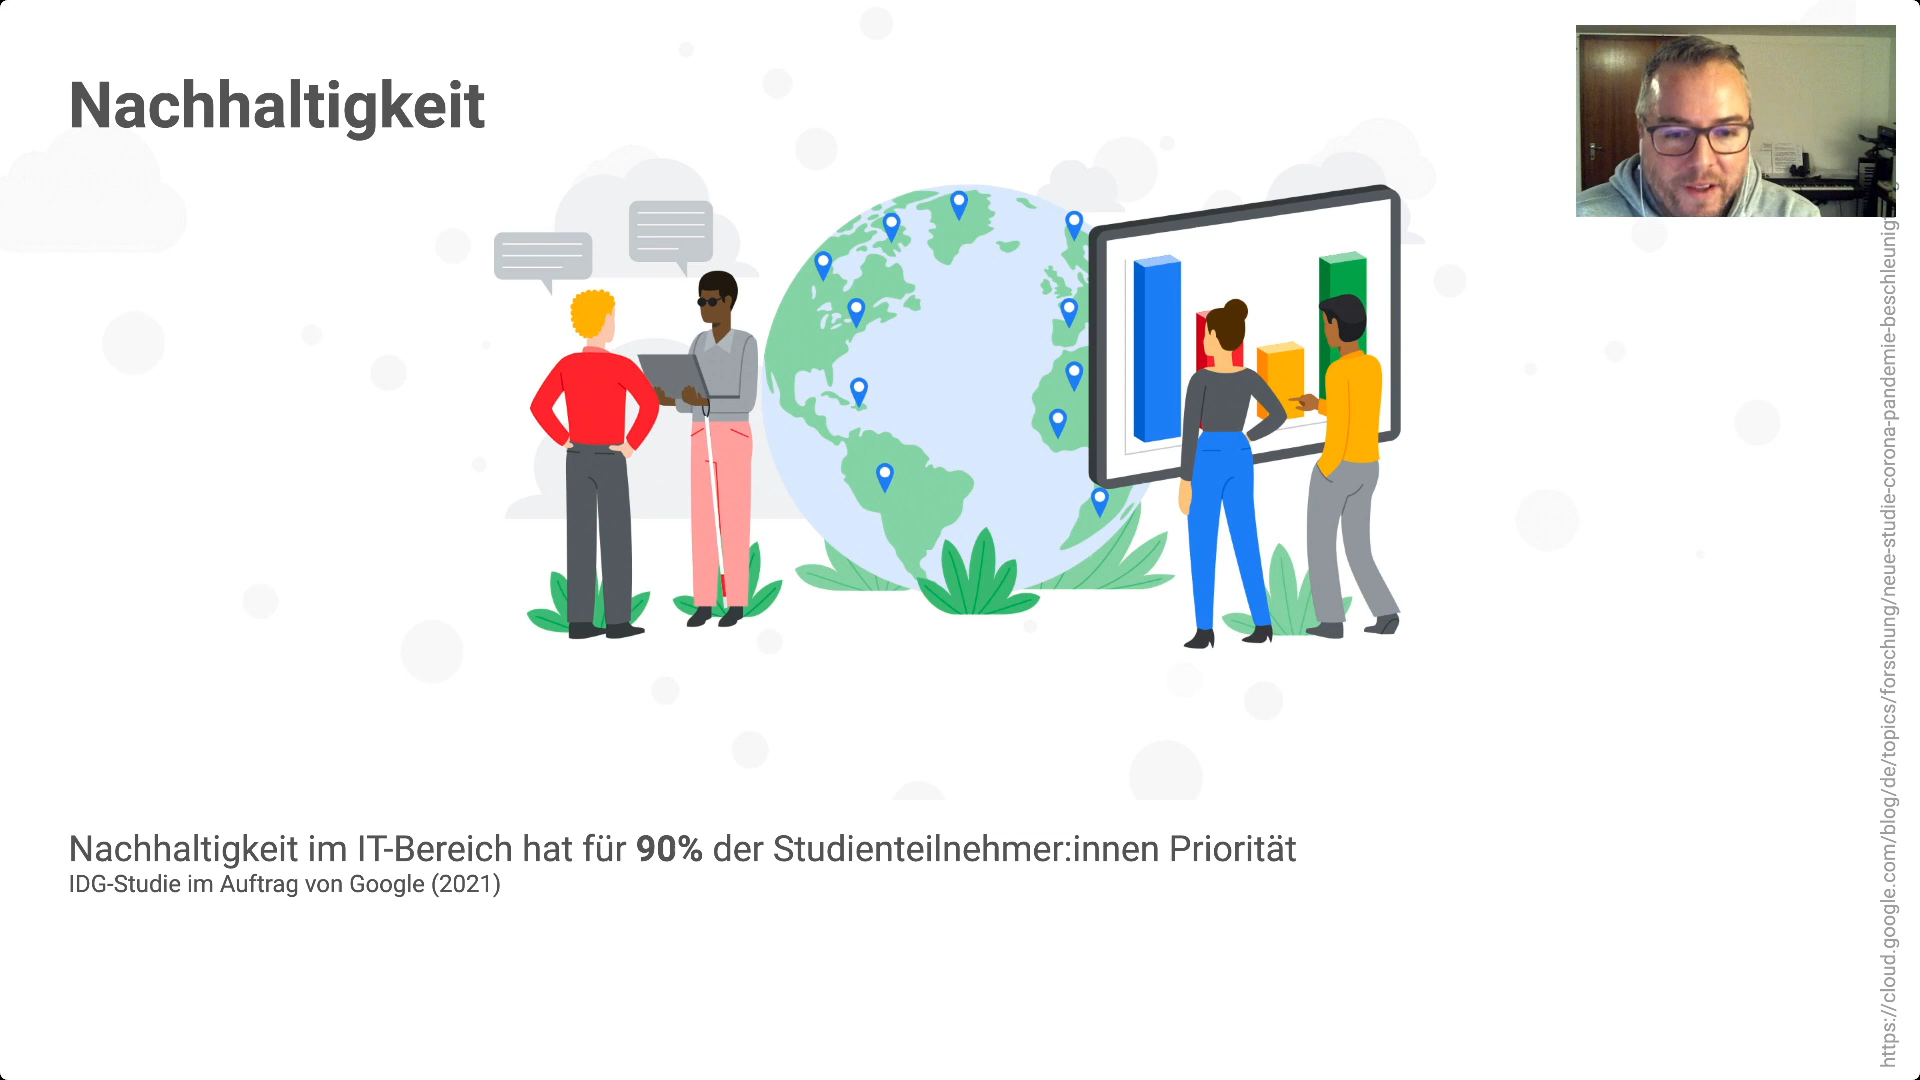 Nachhaltigkeit
Nachhaltigkeit im IT-Bereich hat für 90% der Studienteilnehmer:innen Priorität
IDG-Studie im Auftrag von Google (2021)
https://cloud.google.com/blog/de/topics/forschung/neue-studie-corona-pandemie-beschleunig